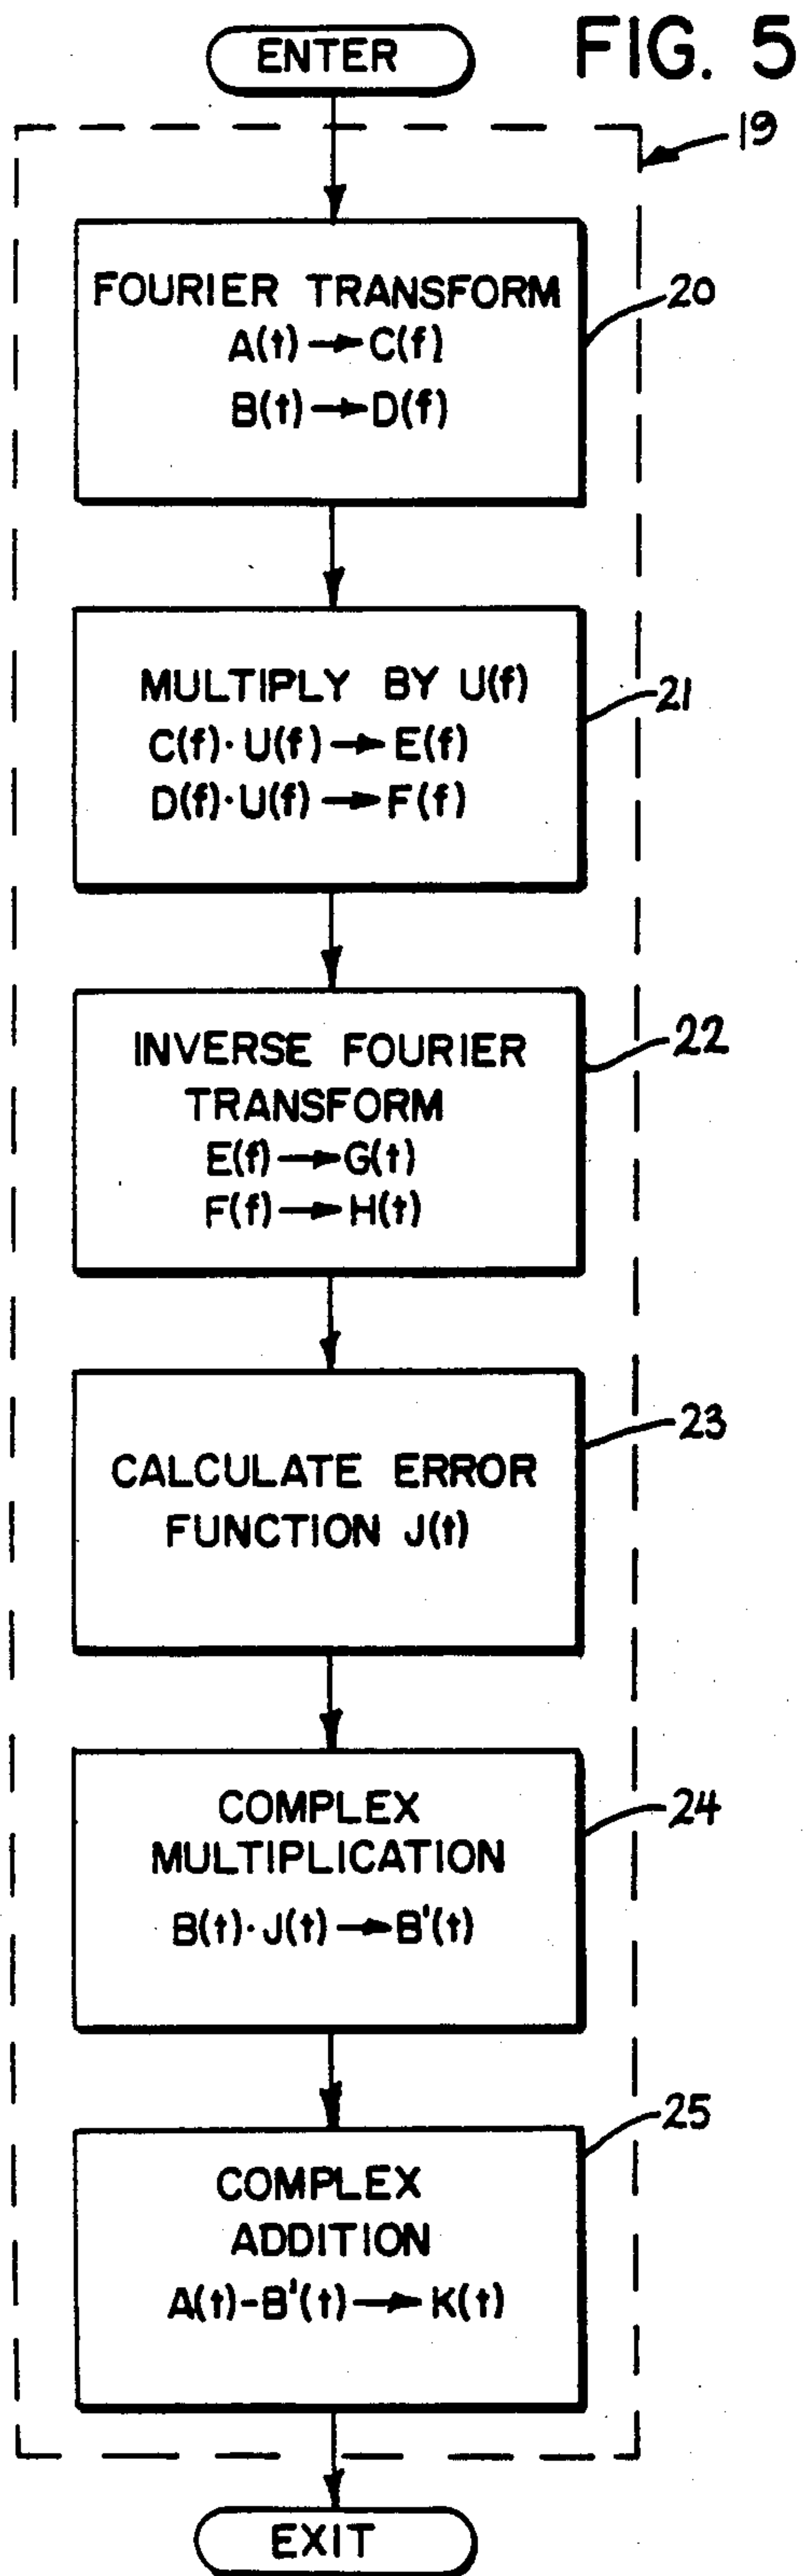 ENTER
FIG. 5
19
FOURIER TRANSFORM
A(t) → C(f)
B(t) → D(f)
20
MULTIPLY BY U(f)
C(f)· U(f) → E(f)
D(f)·U(f) → F(f)
21
INVERSE FOURIER
TRANSFORM
E(f) → G(t)
F(f) → H(t)
22
CALCULATE ERROR
FUNCTION J(t)
23
COMPLEX
MULTIPLICATION
B(t)· J(t) → B'(t)
24
COMPLEX
ADDITION
A(t)-B'(t) → K(t)
25
EXIT